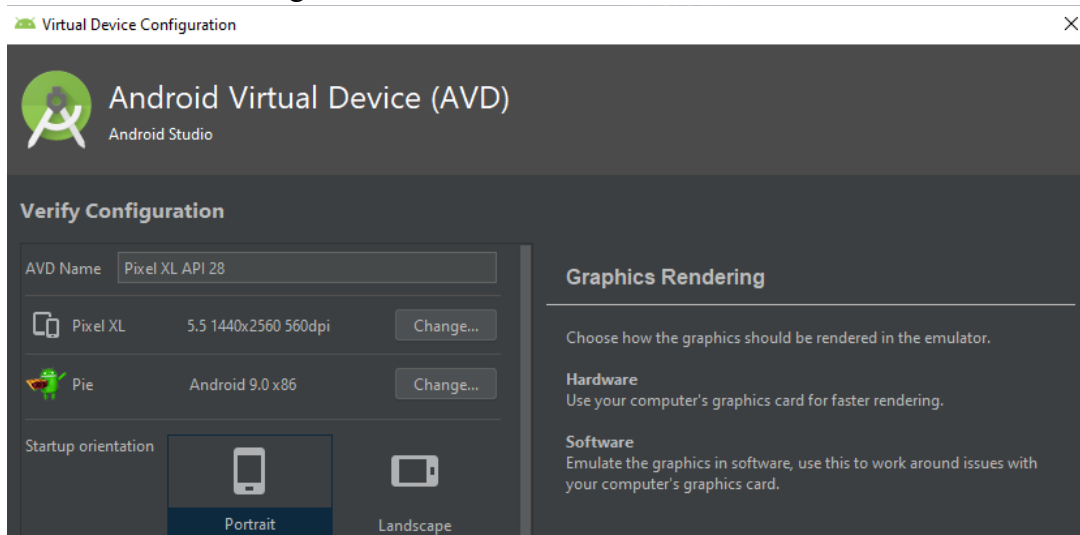 Virtual Device Configuration
Android Virtual Device (AVD)
Android Studio
Verify Configuration
AVD Name Pixel XL API 28
Pixel XL 5.5 1440x2560 560dpi Change...
Pie Android 9.0 x86 Change...
Startup orientation
Portrait Landscape
Graphics Rendering
Choose how the graphics should be rendered in the emulator.
Hardware
Use your computer's graphics card for faster rendering.
Software
Emulate the graphics in software, use this to work around issues with
your computer's graphics card.